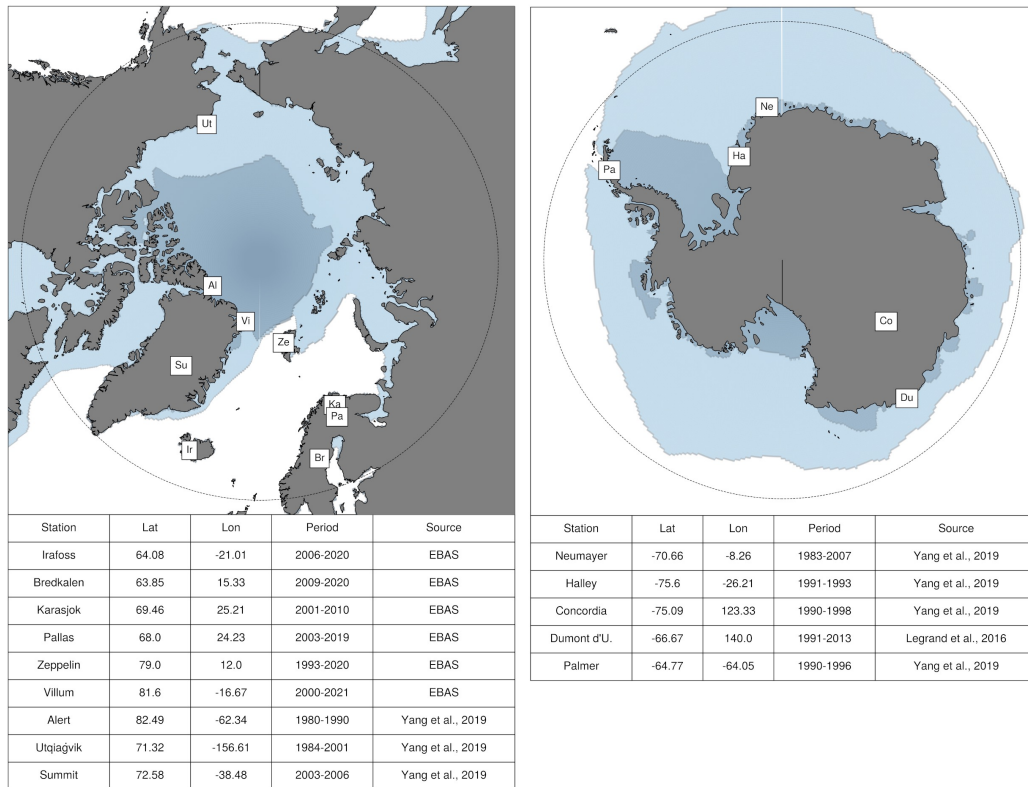 Ut
Al
Vi
Ze
Su
Ka
Pa
Ir
Br
Station Lat Lon Period Source
Irafoss 64.08 -21.01 2006-2020 EBAS
Bredkalen 63.85 15.33 2009-2020 EBAS
Karasjok 69.46 25.21 2001-2010 EBAS
Pallas 68.0 24.23 2003-2019 EBAS
Zeppelin 79.0 12.0 1993-2020 EBAS
Villum 81.6 -16.67 2000-2021 EBAS
Alert 82.49 -62.34 1980-1990 Yang et al., 2019
Utqiaġvik 71.32 -156.61 1984-2001 Yang et al., 2019
Summit 72.58 -38.48 2003-2006 Yang et al., 2019
Ne
Ha
Pa
Co
Du
Station Lat Lon Period Source
Neumayer -70.66 -8.26 1983-2007 Yang et al., 2019
Halley -75.6 -26.21 1991-1993 Yang et al., 2019
Concordia -75.09 123.33 1990-1998 Yang et al., 2019
Dumont d'U. -66.67 140.0 1991-2013 Legrand et al., 2016
Palmer -64.77 -64.05 1990-1996 Yang et al., 2019